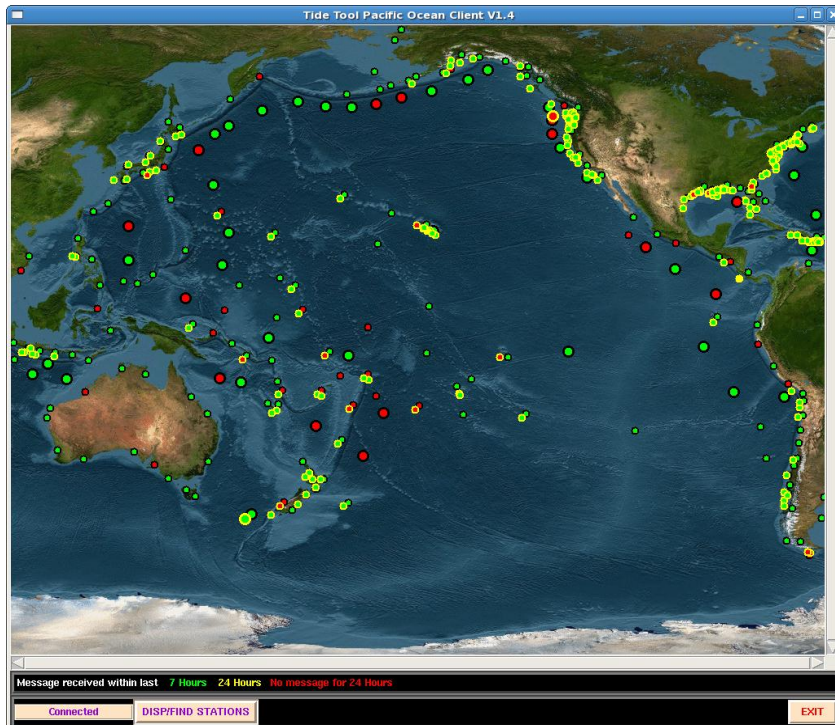 Tide Tool Pacific Ocean Client V1.4
Message received within last 7 Hours 24 Hours No message for 24 Hours
Connected DISP/FIND STATIONS EXIT